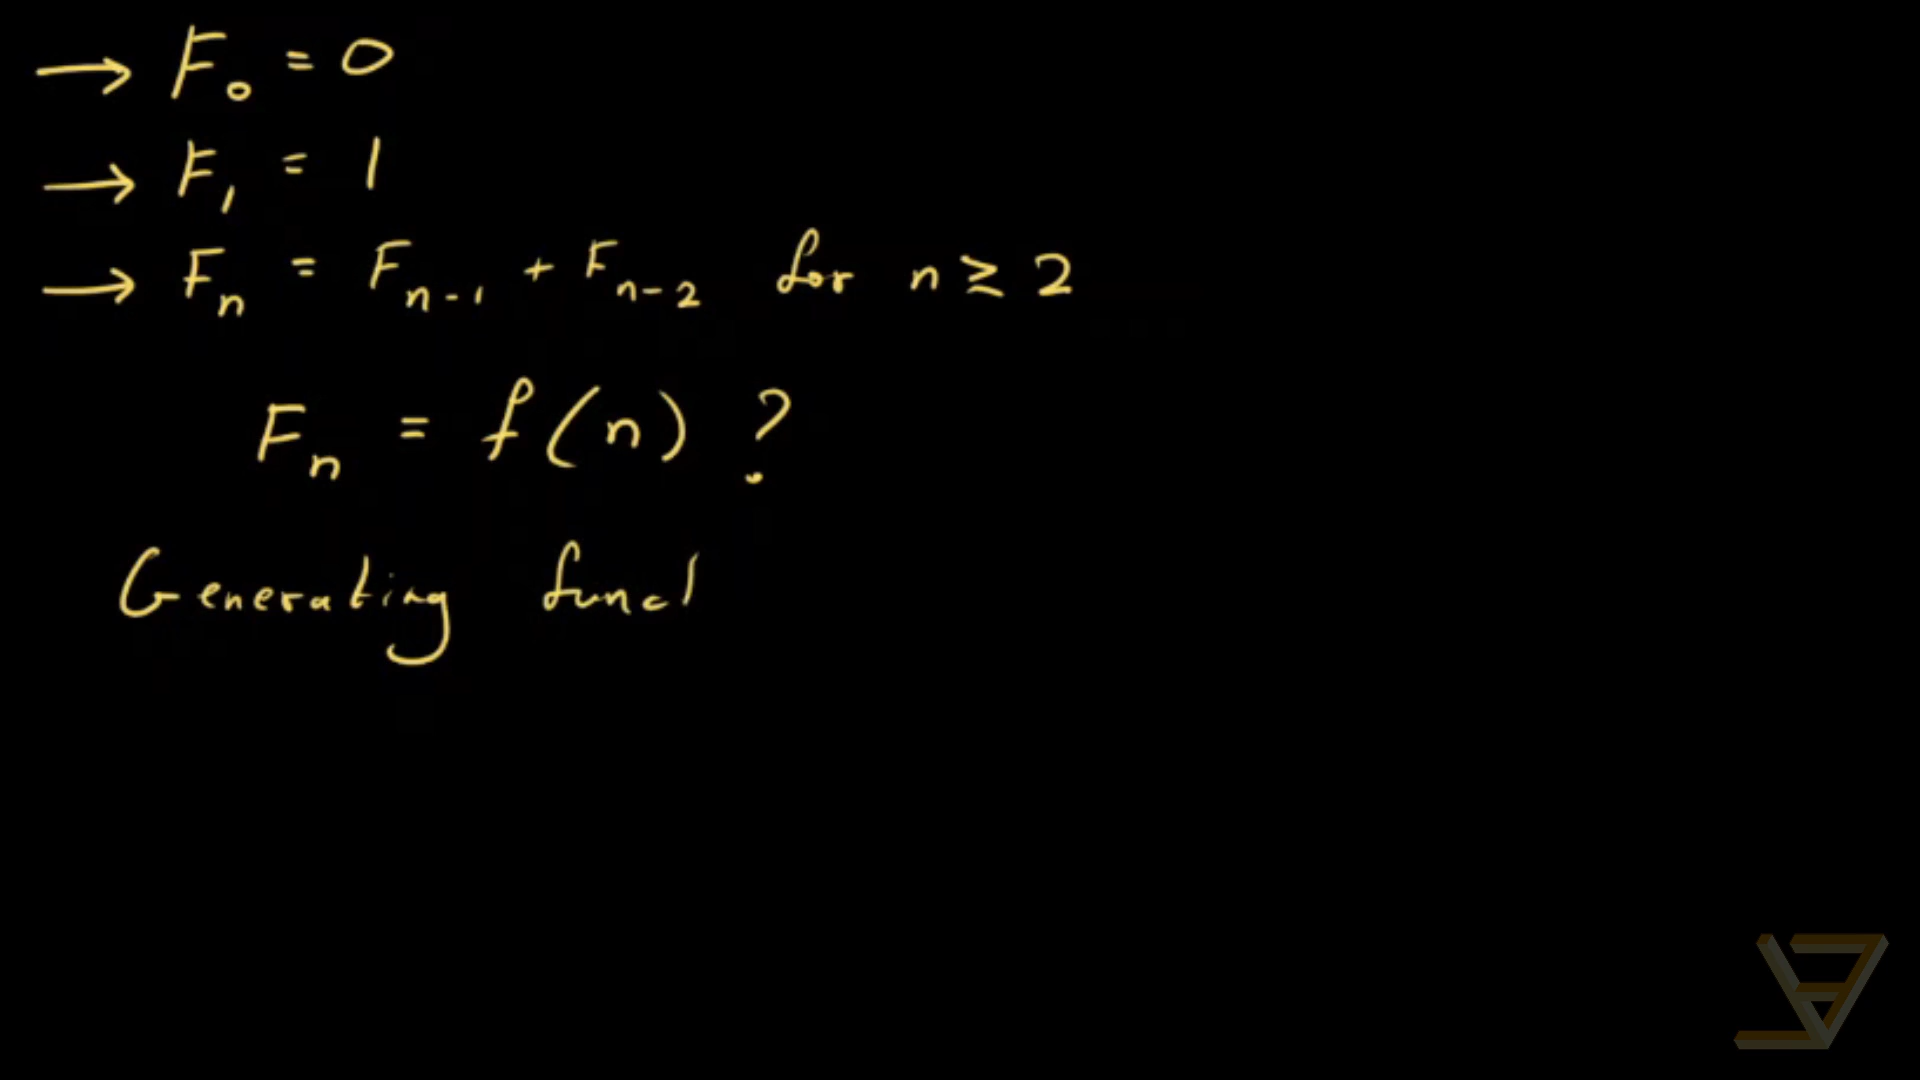 → F₀ = 0
→ F₁ = 1
→ Fₙ = Fₙ₋₁ + Fₙ₋₂ for n ≥ 2
Fₙ = f(n) ?
Generating funct